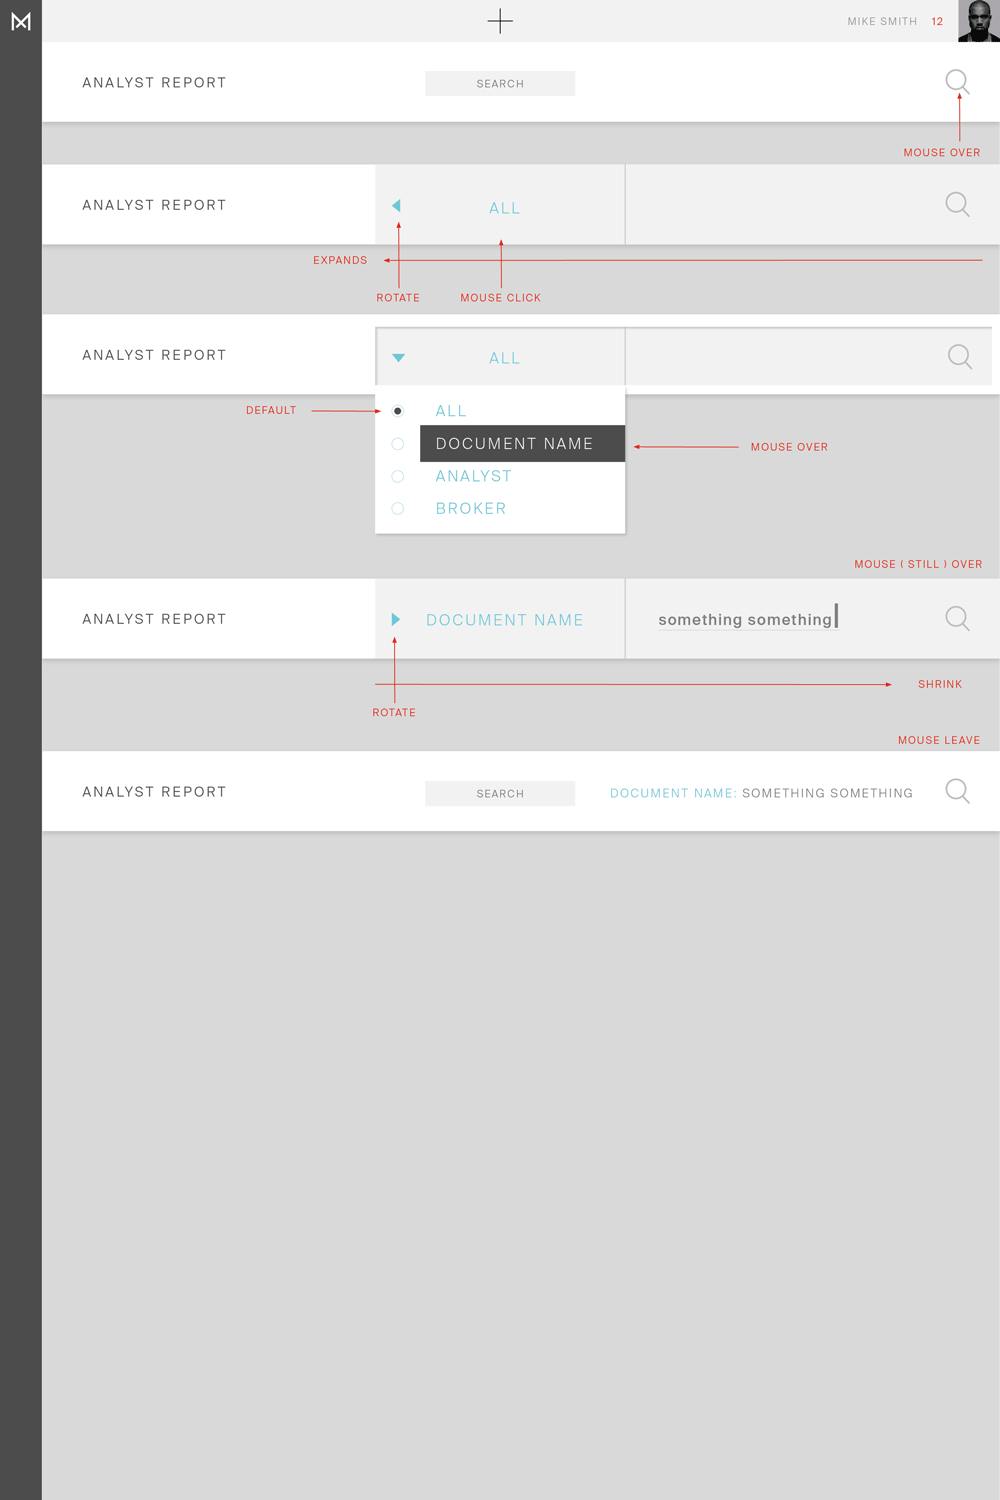 MIKE SMITH 12
ANALYST REPORT SEARCH
MOUSE OVER
ANALYST REPORT ALL
EXPANDS
ROTATE MOUSE CLICK
ANALYST REPORT ALL
DEFAULT ALL
DOCUMENT NAME MOUSE OVER
ANALYST
BROKER
MOUSE ( STILL ) OVER
ANALYST REPORT DOCUMENT NAME something something
SHRINK
ROTATE
MOUSE LEAVE
ANALYST REPORT SEARCH DOCUMENT NAME: SOMETHING SOMETHING